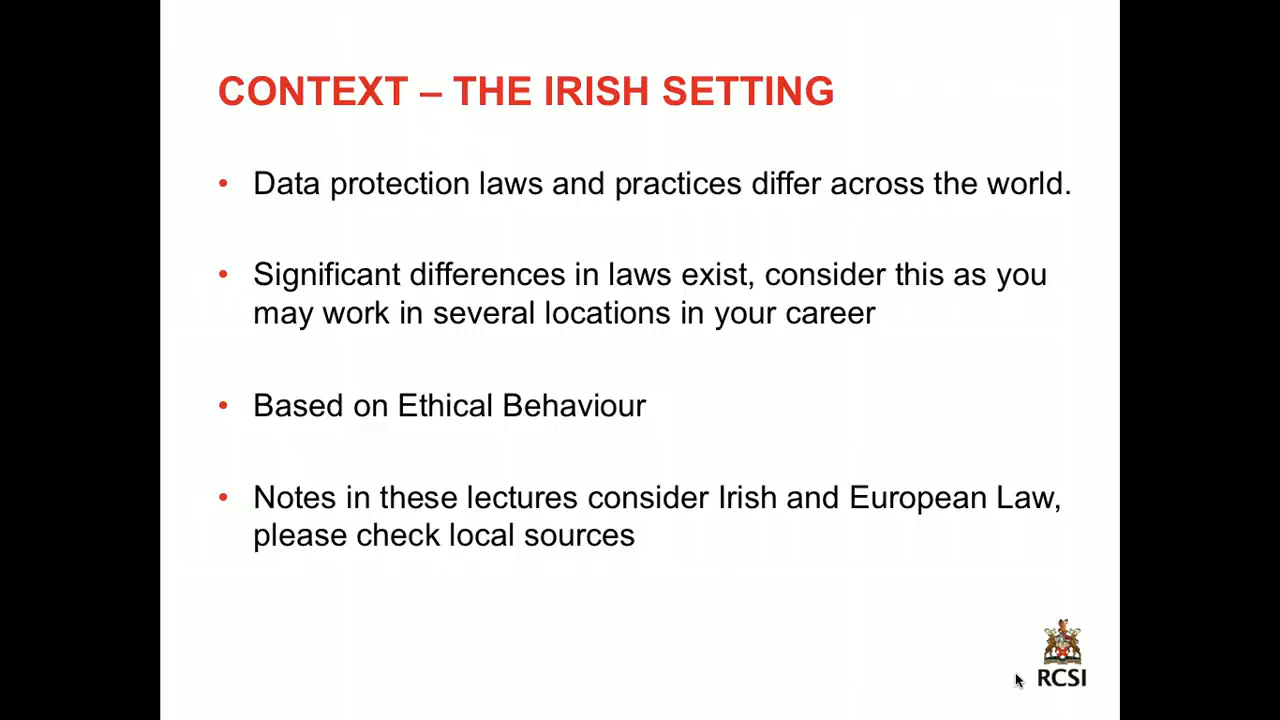 CONTEXT – THE IRISH SETTING
• Data protection laws and practices differ across the world.
• Significant differences in laws exist, consider this as you
may work in several locations in your career
• Based on Ethical Behaviour
• Notes in these lectures consider Irish and European Law,
please check local sources
RCSI